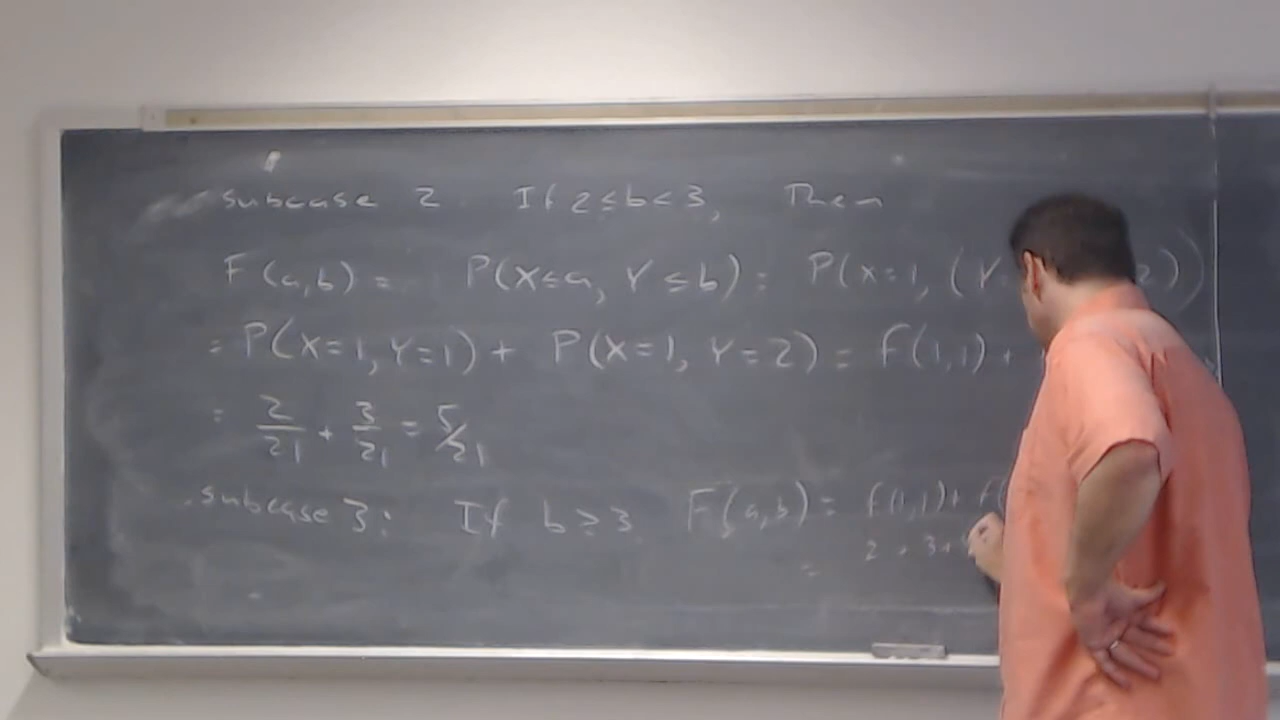 subcase 2 If 2≤b<3, Then
F(a,b) = P(X≤a, Y≤b) = P(X=1, (Y 2))
= P(X=1, Y=1) + P(X=1, Y=2) = f(1,1) +
= 2/21 + 3/21 = 5/21
subcase 3: If b≥3 F(a,b) = f(1,1) + f(
= 2 + 3 +